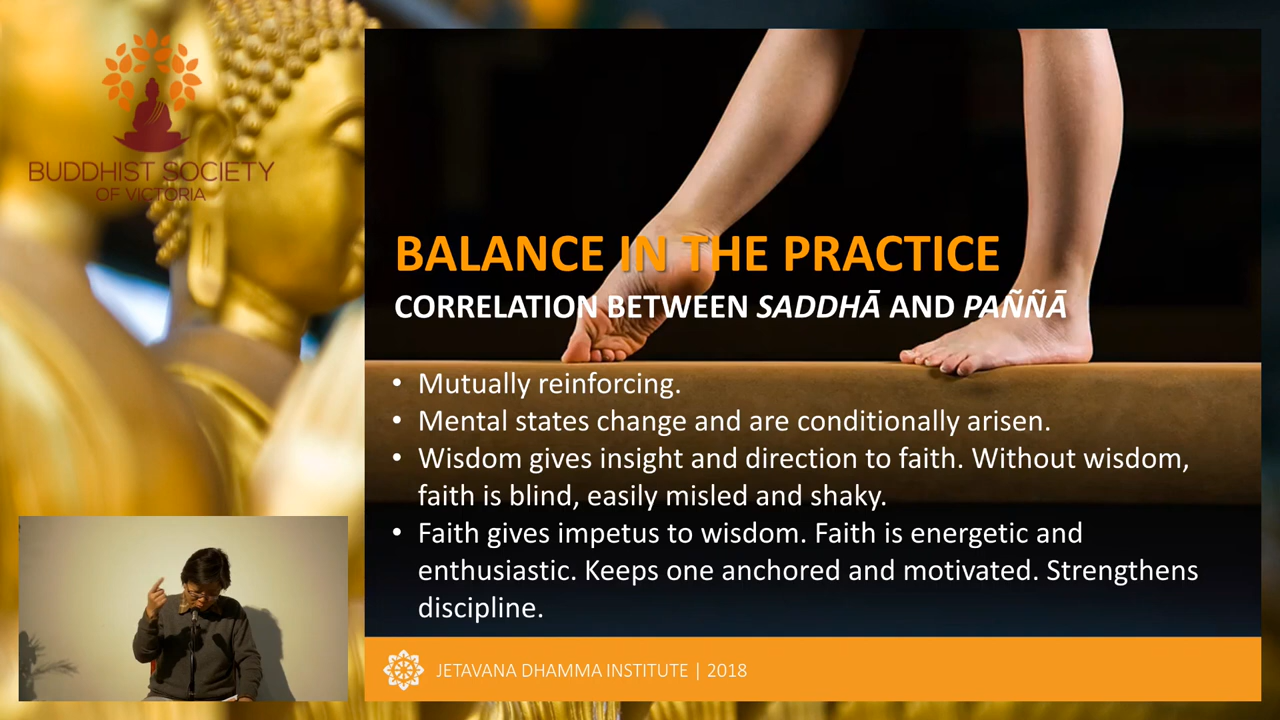 BUDDHIST SOCIETY
OF VICTORIA
BALANCE IN THE PRACTICE
CORRELATION BETWEEN SADDHĀ AND PAÑÑĀ
• Mutually reinforcing.
• Mental states change and are conditionally arisen.
• Wisdom gives insight and direction to faith. Without wisdom,
faith is blind, easily misled and shaky.
• Faith gives impetus to wisdom. Faith is energetic and
enthusiastic. Keeps one anchored and motivated. Strengthens
discipline.
JETAVANA DHAMMA INSTITUTE | 2018